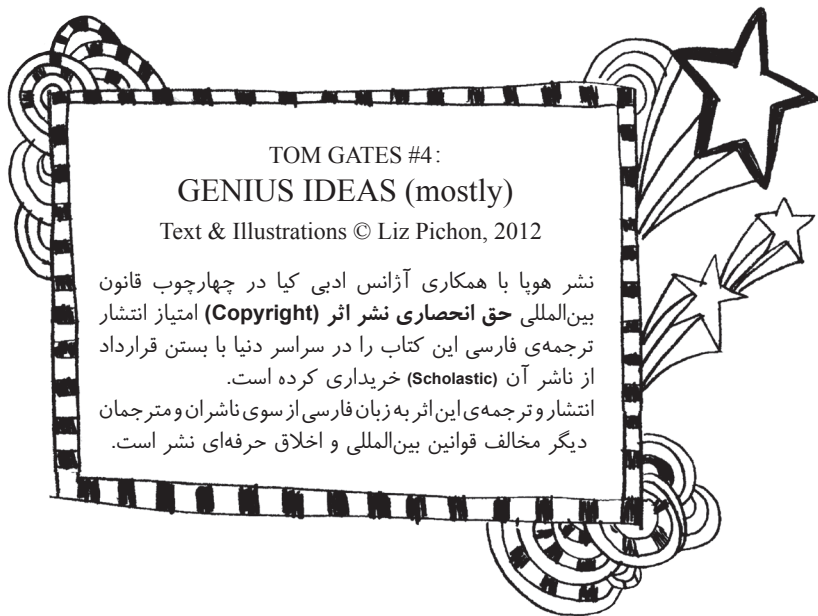 TOM GATES #4:
GENIUS IDEAS (mostly)
Text & Illustrations © Liz Pichon, 2012
نشر هوپا با همکاری آژانس ادبی کیا در چهارچوب قانون
بین‌المللی حق انحصاری نشر اثر (Copyright) امتیاز انتشار
ترجمه‌ی فارسی این کتاب را در سراسر دنیا با بستن قرارداد
از ناشر آن (Scholastic) خریداری کرده است.
انتشار و ترجمه‌ی این اثر به زبان فارسی از سوی ناشران و مترجمان
دیگر مخالف قوانین بین‌المللی و اخلاق حرفه‌ای نشر است.